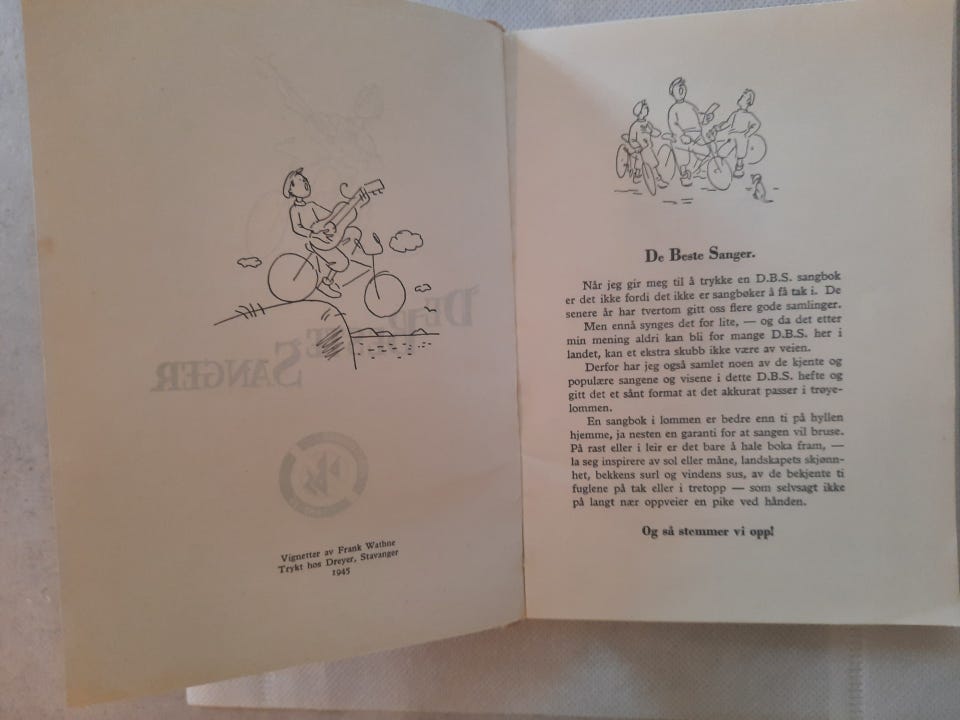 Vignetter av Frank Wathne
Trykt hos Dreyer, Stavanger
1945
De Beste Sanger.
Når jeg gir meg til å trykke en D.B.S. sangbok
er det ikke fordi det ikke er sangbøker å få tak i. De
senere år har tvertom gitt oss flere gode samlinger.
Men ennå synges det for lite, — og da det etter
min mening aldri kan bli for mange D.B.S. her i
landet, kan et ekstra skubb ikke være av veien.
Derfor har jeg også samlet noen av de kjente og
populære sangene og visene i dette D.B.S. hefte og
gitt det et sånt format at det akkurat passer i trøye-
lommen.
En sangbok i lommen er bedre enn ti på hyllen
hjemme, ja nesten en garanti for at sangen vil bruse.
På rast eller i leir er det bare å hale boka fram, —
la seg inspirere av sol eller måne, landskapets skjønn-
het, bekkens surl og vindens sus, av de bekjente ti
fuglene på tak eller i tretopp — som selvsagt ikke
på langt nær oppveier en pike ved hånden.
Og så stemmer vi opp!